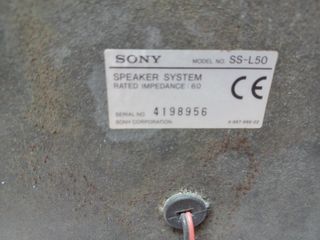 SONY MODEL NO. SS-L50
SPEAKER SYSTEM
RATED IMPEDANCE : 6Ω
CE
SERIAL NO. 4198956
SONY CORPORATION